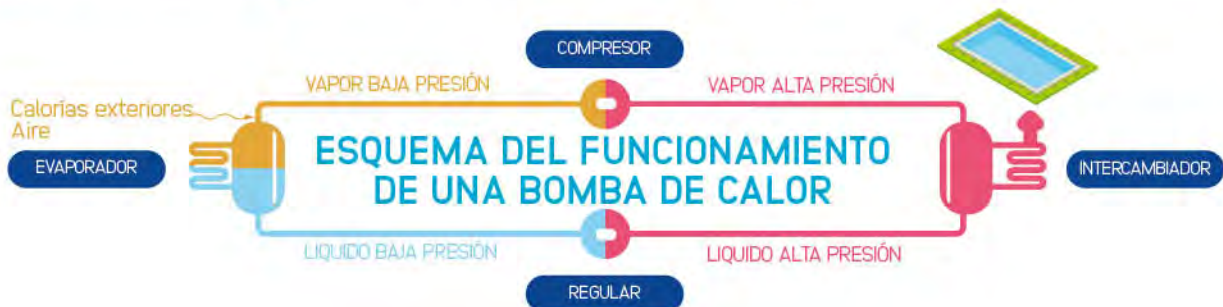 COMPRESOR
VAPOR BAJA PRESIÓN
VAPOR ALTA PRESIÓN
Calorías exteriores
Aire
EVAPORADOR
ESQUEMA DEL FUNCIONAMIENTO
DE UNA BOMBA DE CALOR
INTERCAMBIADOR
LIQUIDO BAJA PRESIÓN
LIQUIDO ALTA PRESIÓN
REGULAR